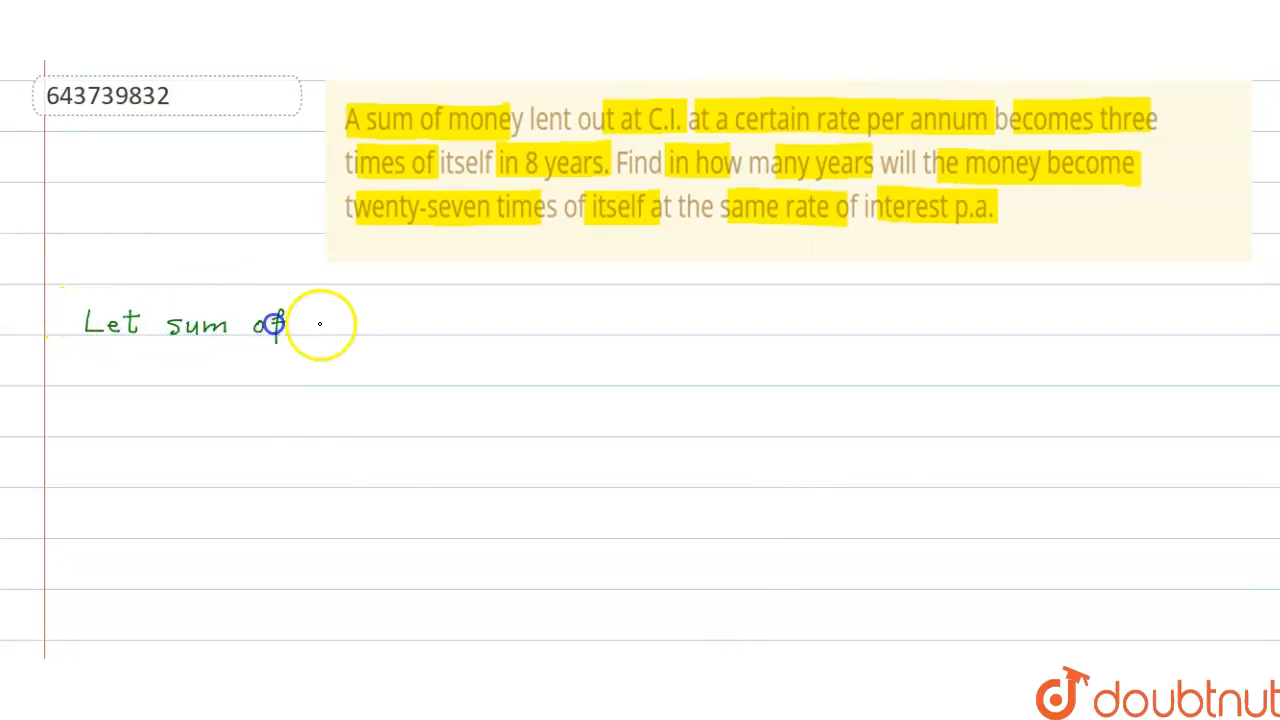 643739832
A sum of money lent out at C.I. at a certain rate per annum becomes three
times of itself in 8 years. Find in how many years will the money become
twenty-seven times of itself at the same rate of interest p.a.
Let sum of
doubtnut